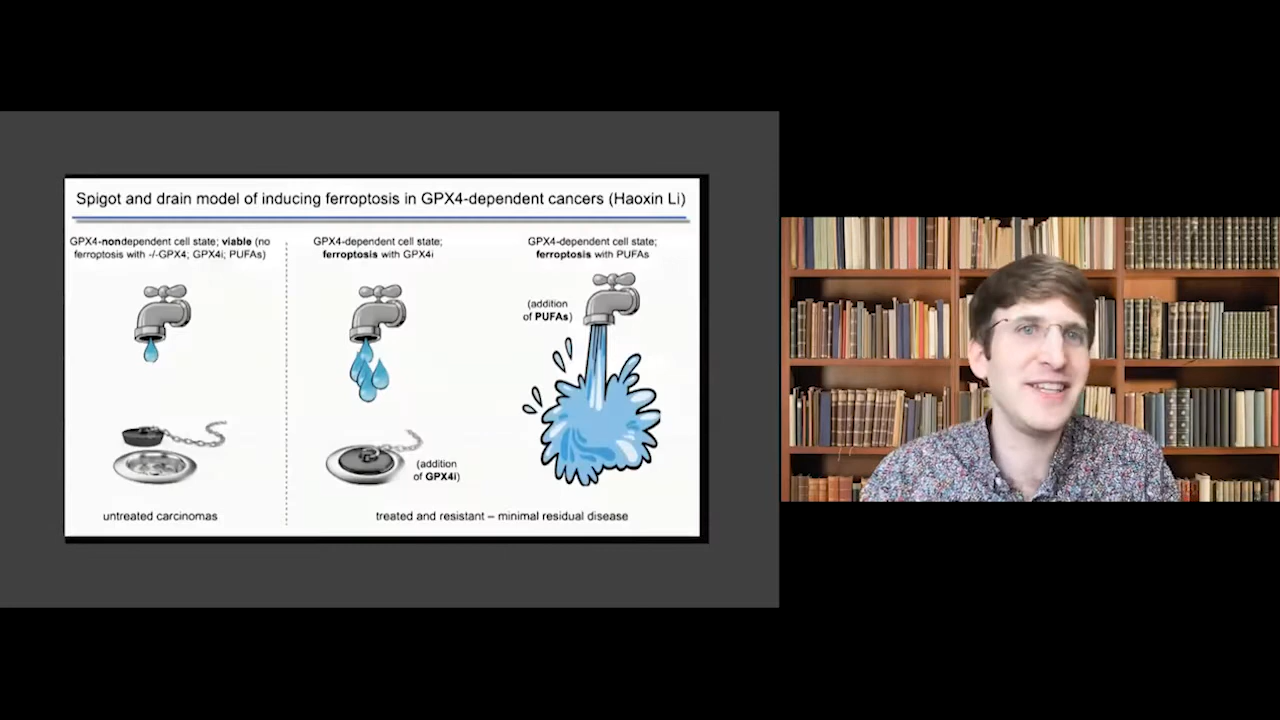 Spigot and drain model of inducing ferroptosis in GPX4-dependent cancers (Haoxin Li)
GPX4-nondependent cell state; viable (no
ferroptosis with -/-GPX4; GPX4i; PUFAs)
GPX4-dependent cell state;
ferroptosis with GPX4i
GPX4-dependent cell state;
ferroptosis with PUFAs
(addition
of PUFAs)
(addition
of GPX4i)
untreated carcinomas
treated and resistant – minimal residual disease